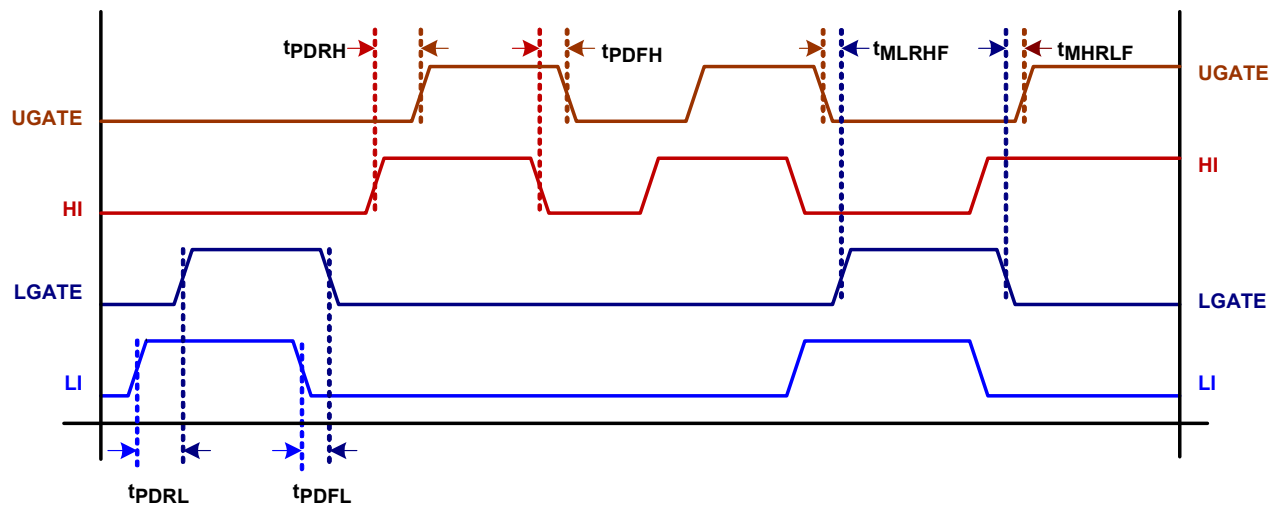 tPDRH
tPDFH
tMLRHF
tMHRLF
UGATE
UGATE
HI
HI
LGATE
LGATE
LI
LI
tPDRL
tPDFL